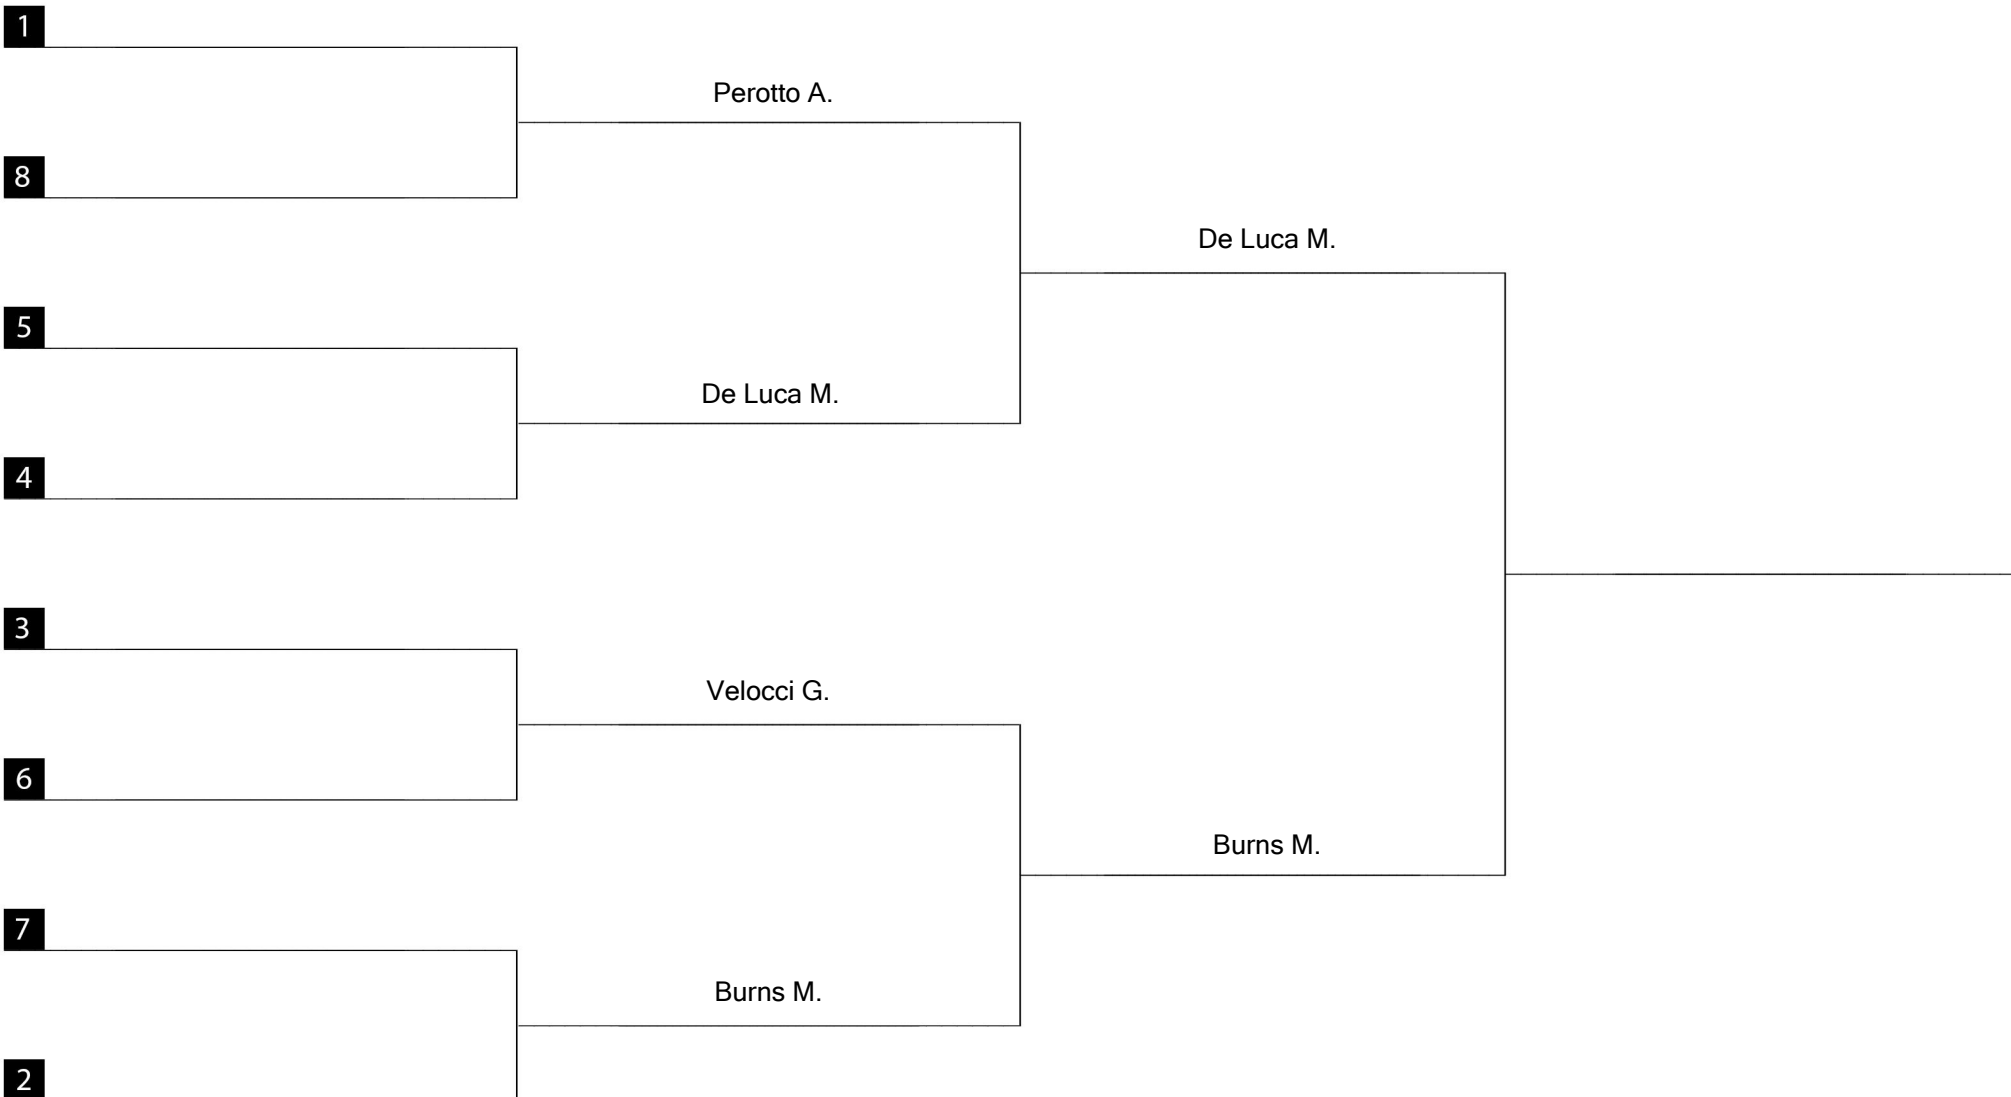 1
Perotto A.
8
De Luca M.
5
De Luca M.
4
3
Velocci G.
6
Burns M.
7
Burns M.
2